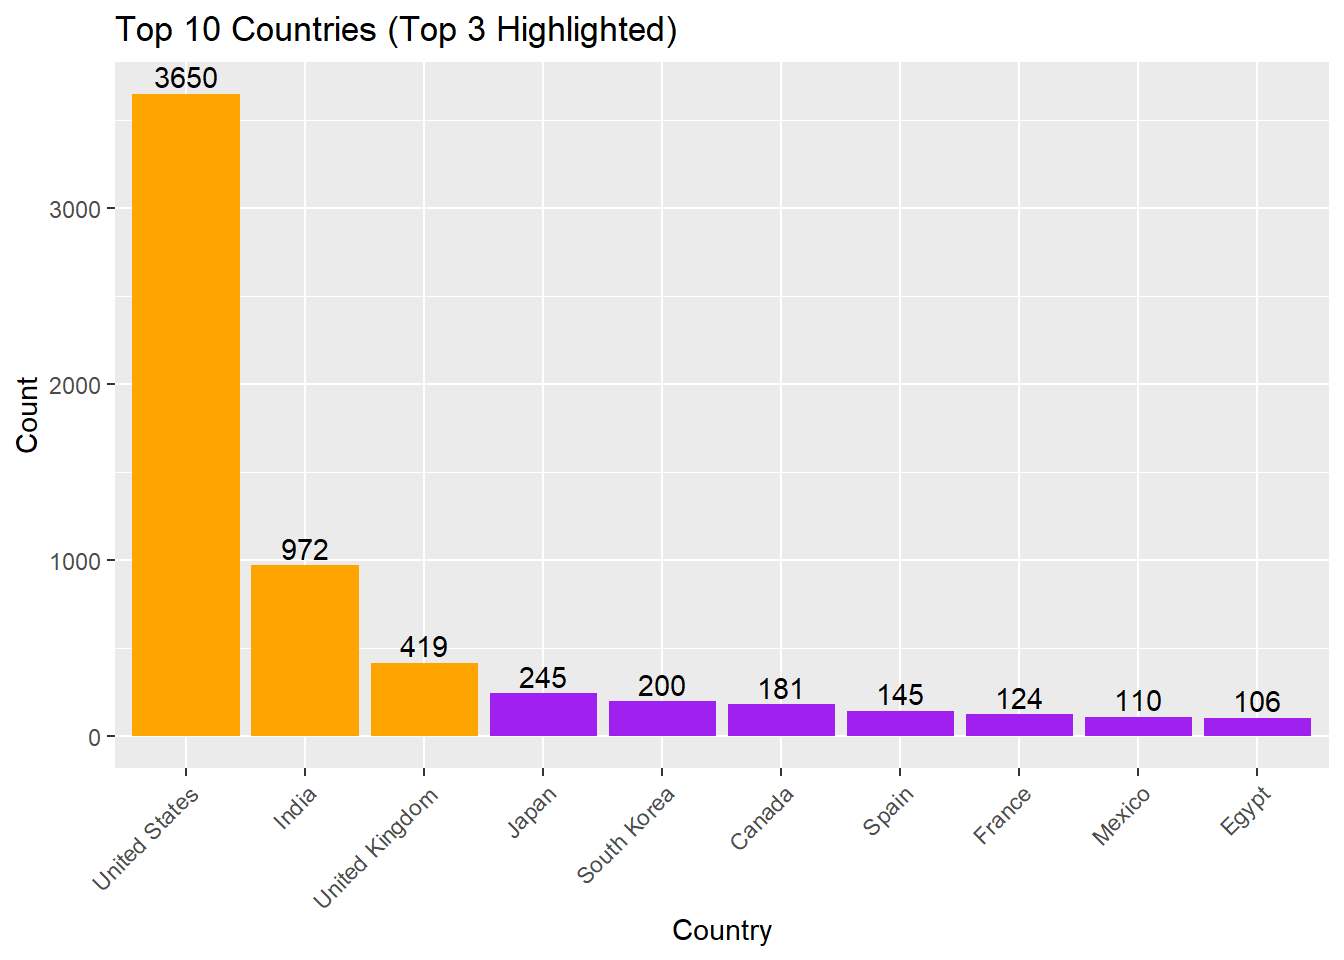 Top 10 Countries (Top 3 Highlighted)
3650
972
419
245
200
181
145
124
110
106
3000
2000
1000
0
Count
United States
India
United Kingdom
Japan
South Korea
Canada
Spain
France
Mexico
Egypt
Country